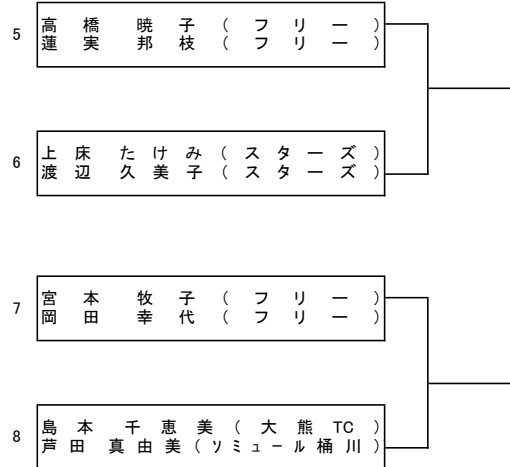 5
高橋 暁子(フリー)
蓮実 邦枝(フリー)
6
上床 たけみ(スターズ)
渡辺 久美子(スターズ)
7
宮本 牧子(フリー)
岡田 幸代(フリー)
8
島本 千恵美(大熊TC)
芦田 真由美(ソミュール桶川)